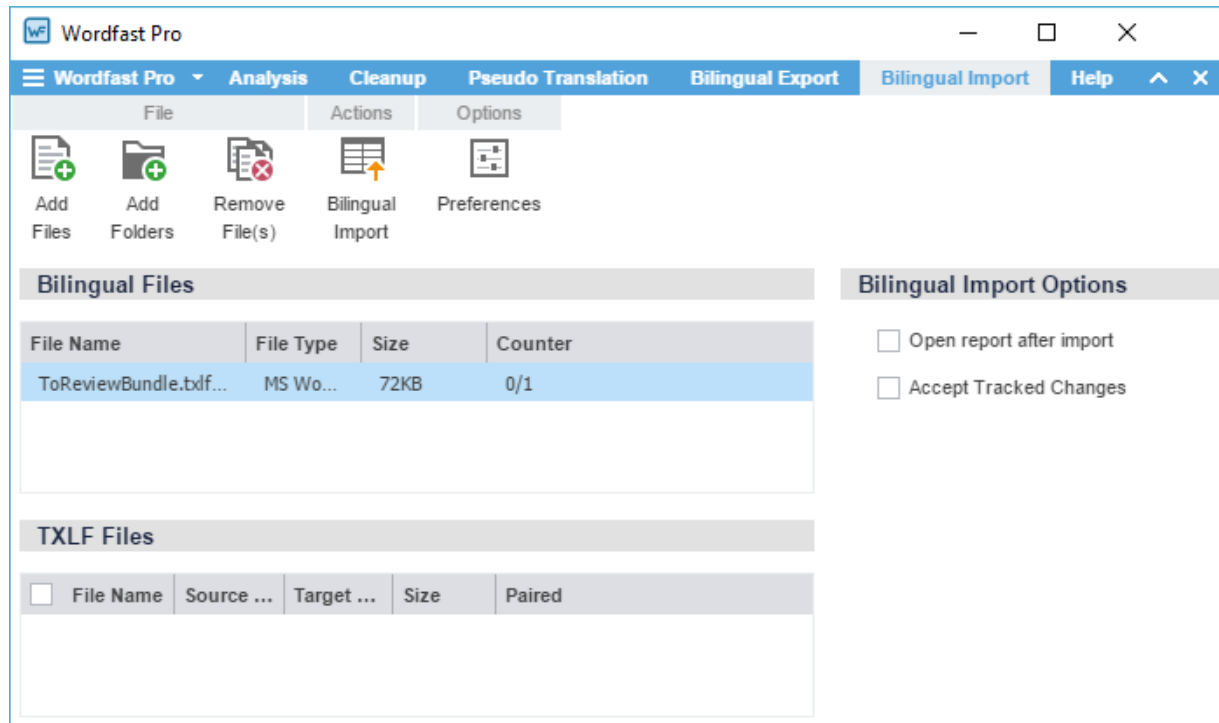 WF Wordfast Pro
Wordfast Pro Analysis Cleanup Pseudo Translation Bilingual Export Bilingual Import Help
File Actions Options
Add Add Remove Bilingual Preferences
Files Folders File(s) Import
Bilingual Files Bilingual Import Options
File Name File Type Size Counter
Open report after import
ToReviewBundle.txlf... MS Wo... 72KB 0/1
Accept Tracked Changes
TXLF Files
File Name Source ... Target ... Size Paired